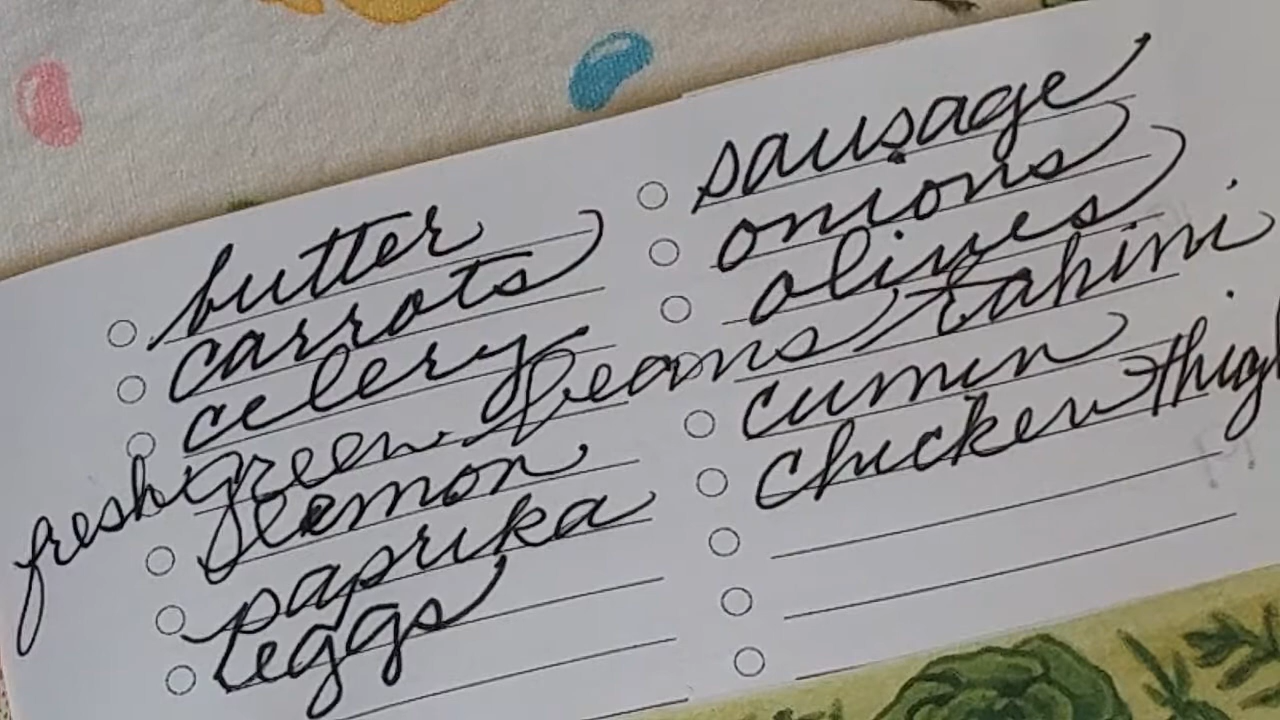 butter
carrots
celery
fresh green beans
lemon
paprika
eggs
sausage
onions
olives
tahini
cumin
chicken thigh